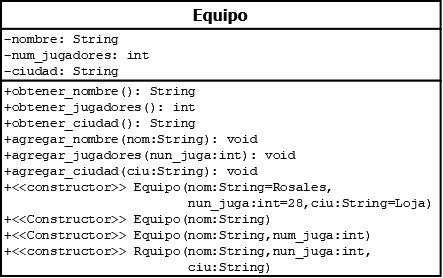 Equipo
-nombre: String
-num_jugadores: int
-ciudad: String
+obtener_nombre(): String
+obtener_jugadores(): int
+obtener_ciudad(): String
+agregar_nombre(nom:String): void
+agregar_jugadores(nun_juga:int): void
+agregar_ciudad(ciu:String): void
+<<constructor>> Equipo(nom:String=Rosales,
nun_juga:int=28,ciu:String=Loja)
+<<Constructor>> Equipo(nom:String)
+<<Constructor>> Equipo(nom:String,num_juga:int)
+<<constructor>> Rquipo(nom:String,nun_juga:int,
ciu:String)